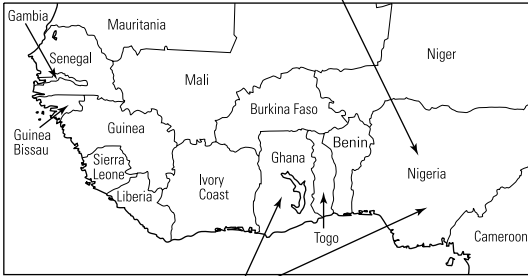 Gambia
Mauritania
Senegal
Mali
Niger
Burkina Faso
Guinea
Bissau
Guinea
Benin
Ghana
Sierra
Leone
Ivory
Coast
Nigeria
Liberia
Togo
Cameroon